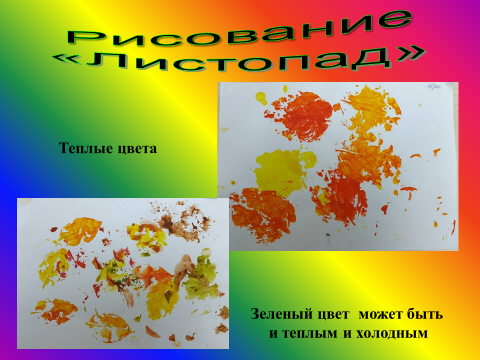 Рисование
«Листопад»
Теплые цвета
Зеленый цвет может быть
и теплым и холодным